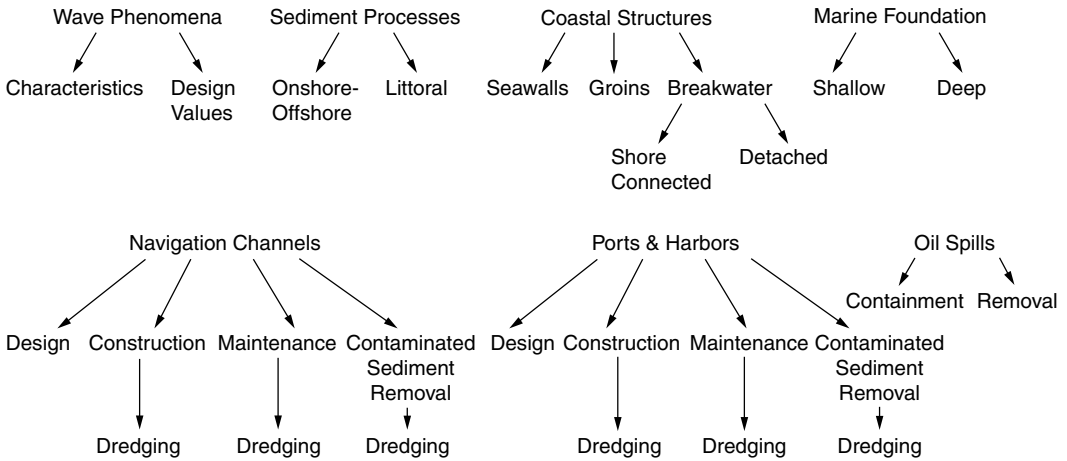 Wave Phenomena
Sediment Processes
Coastal Structures
Marine Foundation
Characteristics
Design
Values
Onshore-
Offshore
Littoral
Seawalls
Groins
Breakwater
Shallow
Deep
Shore
Connected
Detached
Navigation Channels
Ports & Harbors
Oil Spills
Containment
Removal
Design
Construction
Maintenance
Contaminated
Sediment
Removal
Design
Construction
Maintenance
Contaminated
Sediment
Removal
Dredging
Dredging
Dredging
Dredging
Dredging
Dredging